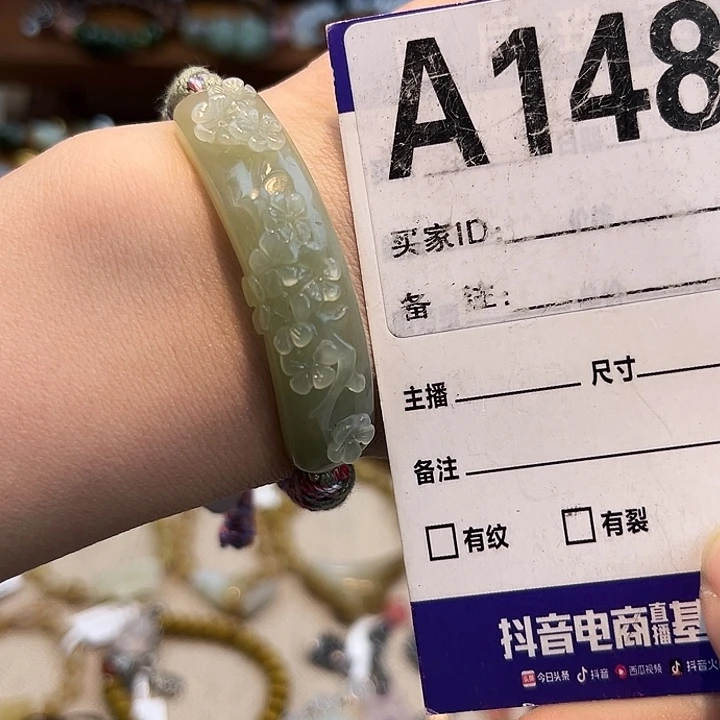 A148
买家ID:
备 注:
主播 尺寸
备注
□有纹 □有裂
抖音电商直播基
今日头条 抖音 西瓜视频 抖音火